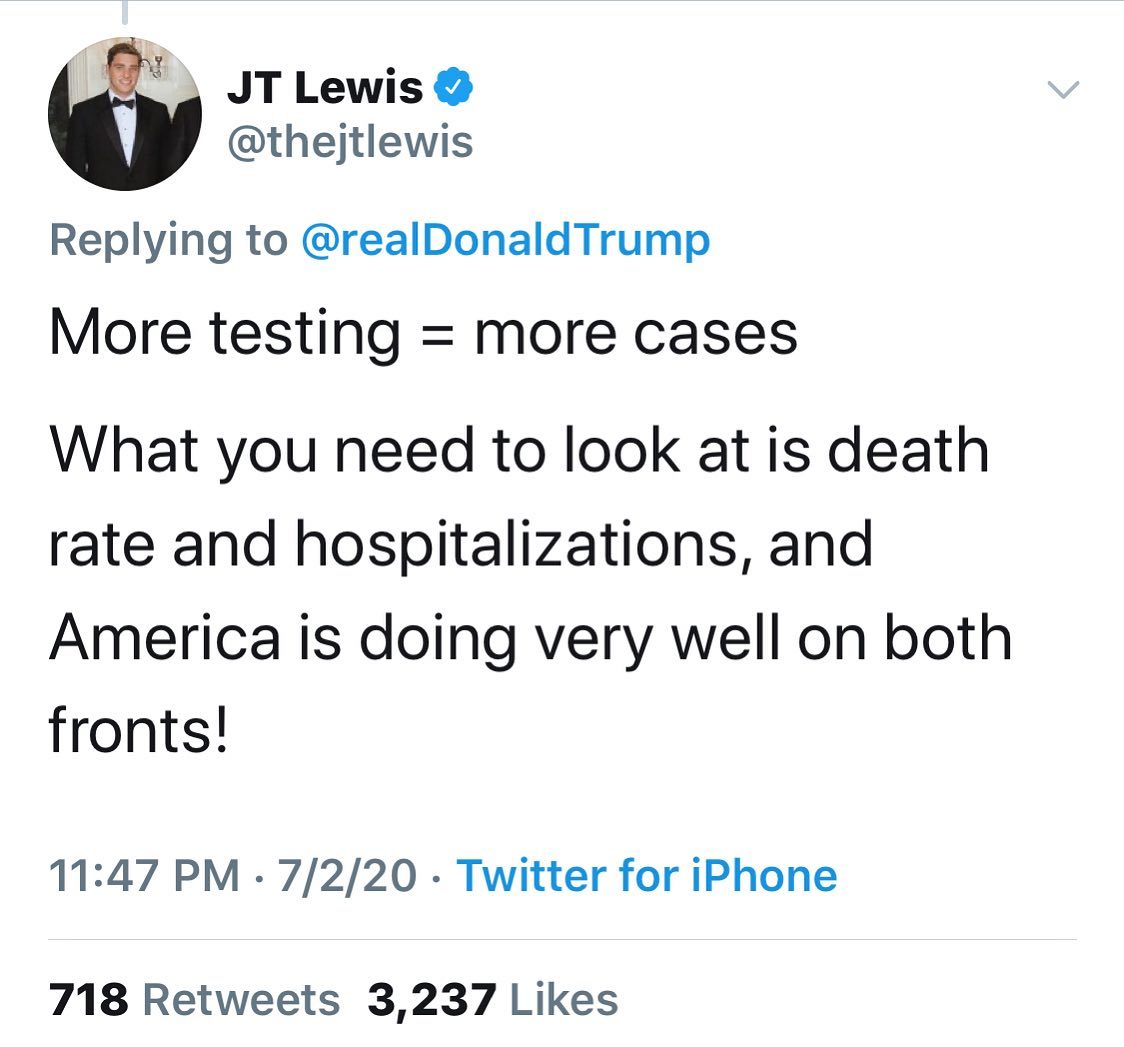 JT Lewis
@thejtlewis
Replying to @realDonaldTrump
More testing = more cases
What you need to look at is death
rate and hospitalizations, and
America is doing very well on both
fronts!
11:47 PM · 7/2/20 · Twitter for iPhone
718 Retweets 3,237 Likes